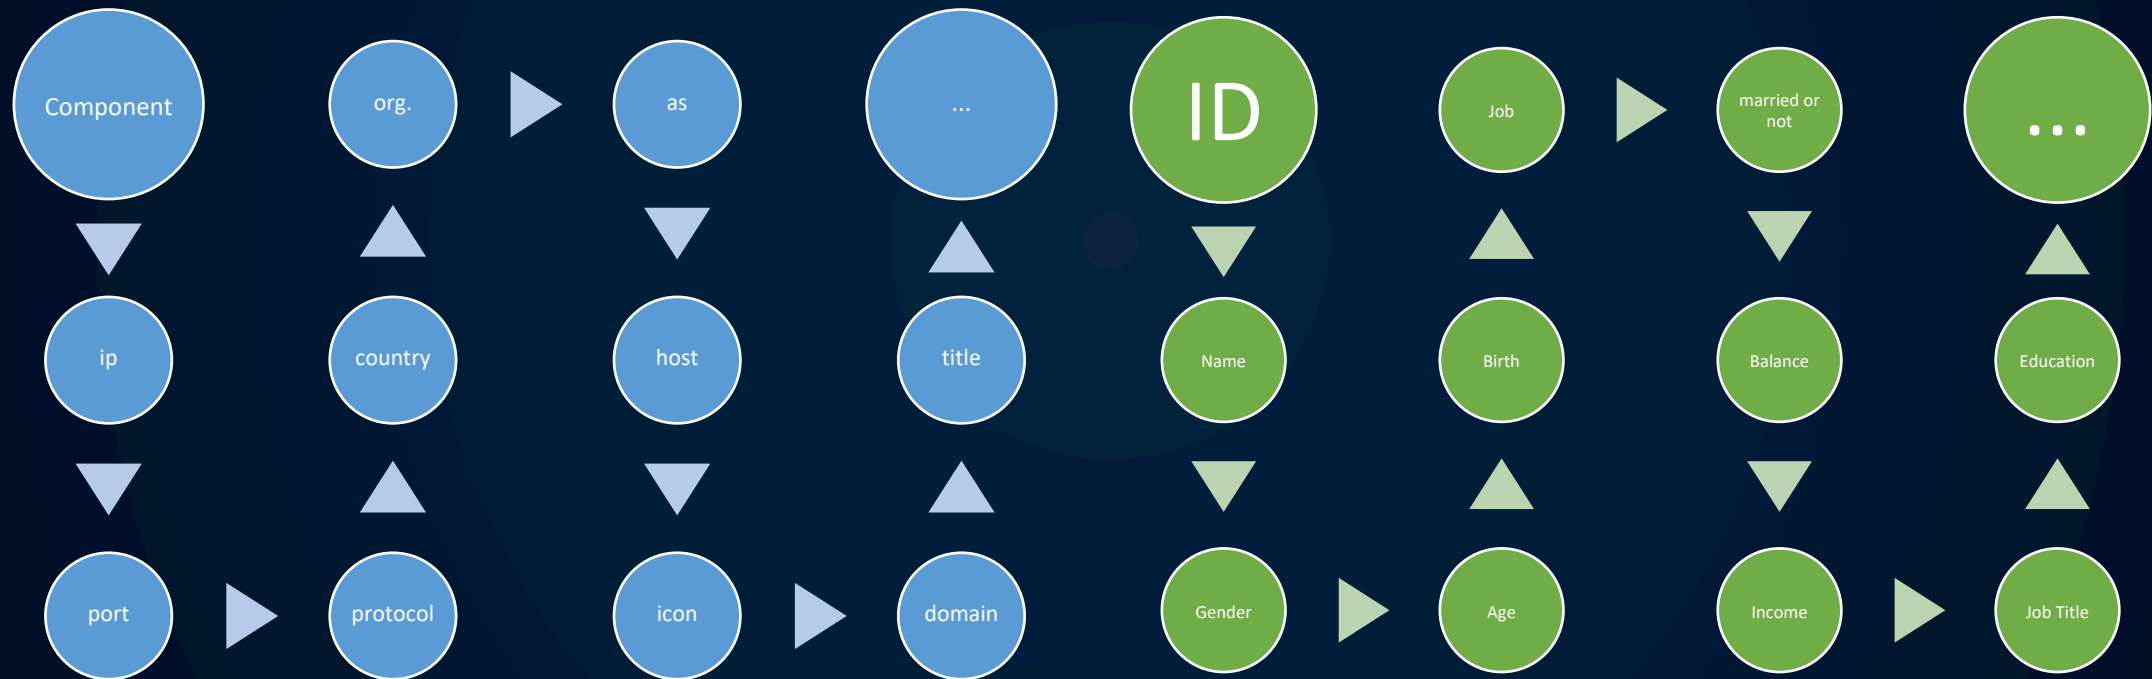 Component
ip
port
protocol
country
org.
as
host
icon
domain
title
...
ID
Name
Gender
Age
Birth
Job
married or
not
Balance
Income
Job Title
Education
...